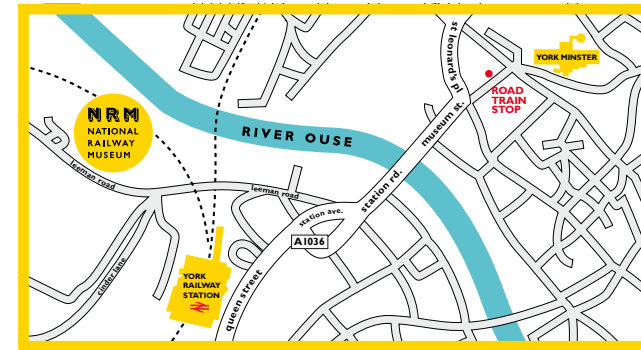 NRM
NATIONAL
RAILWAY
MUSEUM
RIVER OUSE
st leonard's pl
YORK MINSTER
ROAD
TRAIN
STOP
museum st.
station rd.
leeman road
leeman road
station ave.
A1036
queen street
cinder lane
YORK
RAILWAY
STATION